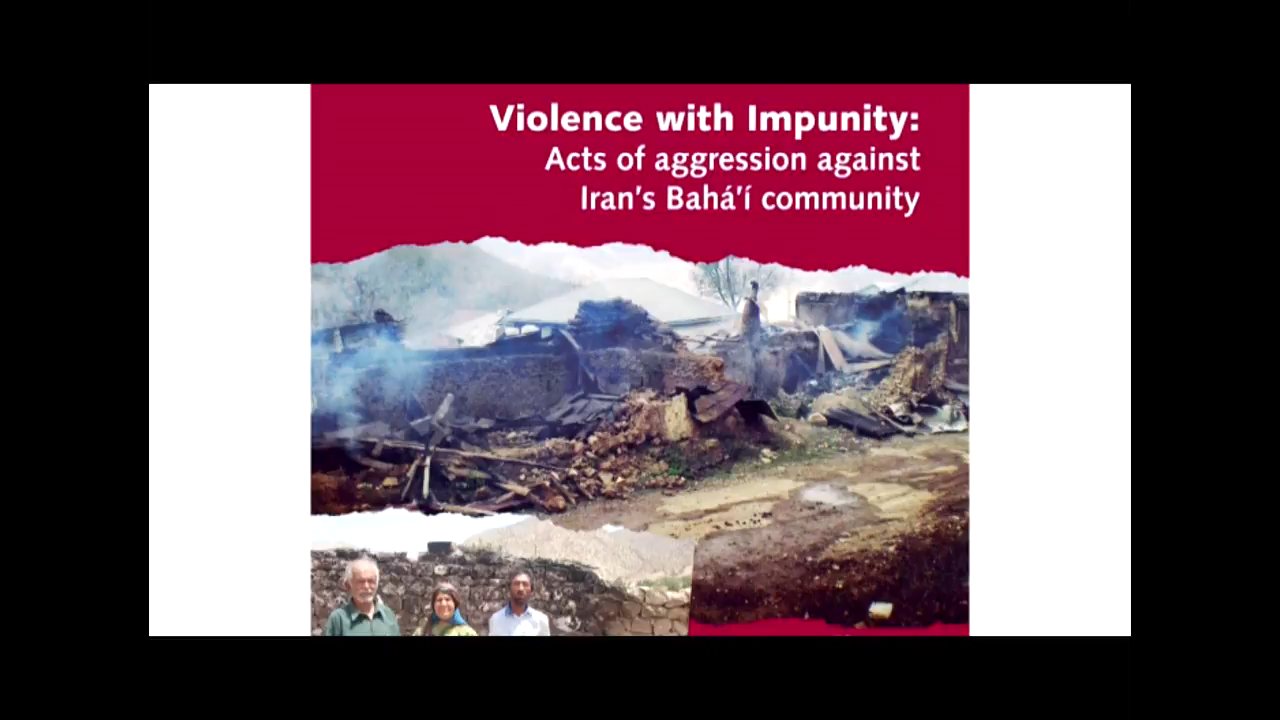 Violence with Impunity:
Acts of aggression against
Iran's Bahá'í community